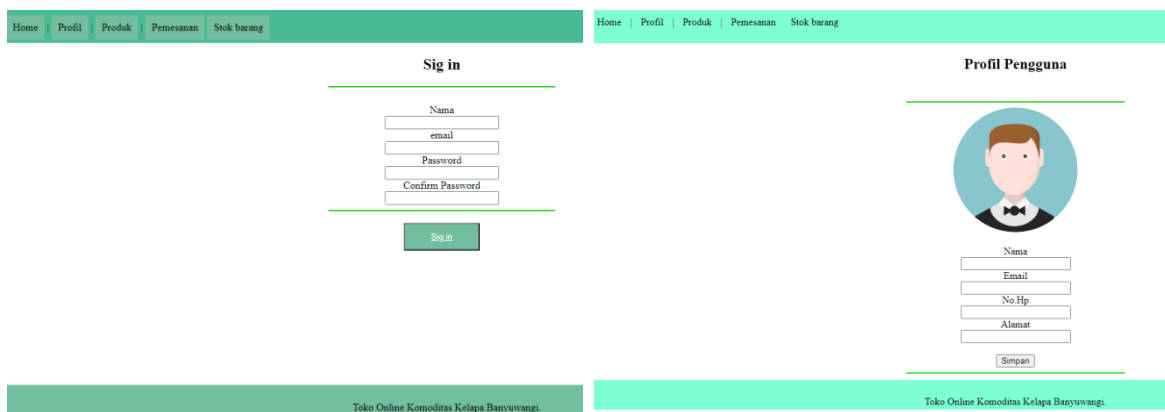 Home | Profil | Produk | Pemesanan Stok barang
Sig in
Nama
email
Password
Confirm Password
Sig in
Toko Online Komoditas Kelapa Banyuwangi.
Home | Profil | Produk | Pemesanan Stok barang
Profil Pengguna
Nama
Email
No.Hp
Alamat
Simpan
Toko Online Komoditas Kelapa Banyuwangi.